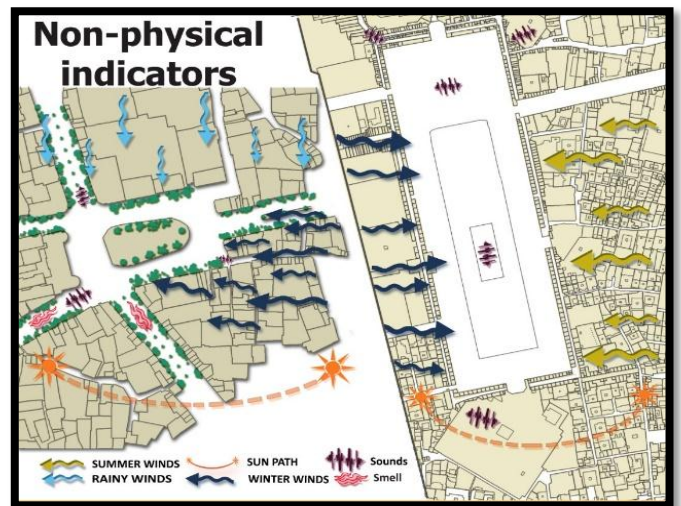 Non-physical
indicators
SUMMER WINDS
SUN PATH
Sounds
RAINY WINDS
WINTER WINDS
Smell